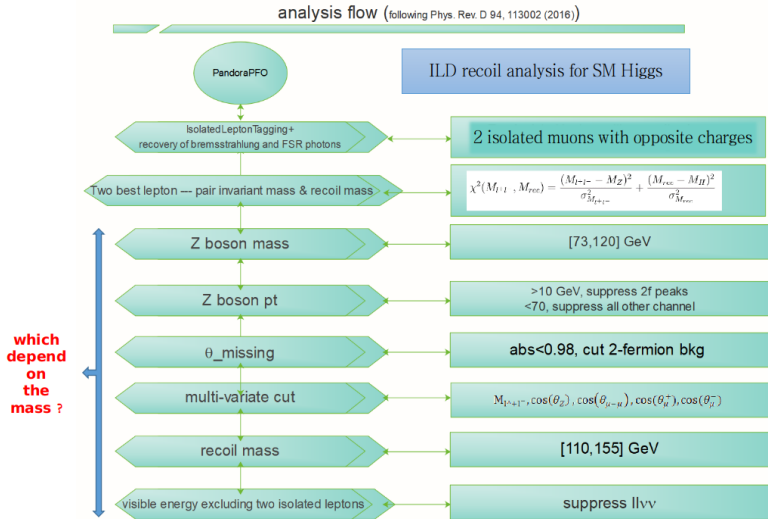 analysis flow (following Phys. Rev. D 94, 113002 (2016))
PandoraPFO
ILD recoil analysis for SM Higgs
IsolatedLeptonTagging+
recovery of bremsstrahlung and FSR photons
2 isolated muons with opposite charges
Two best lepton --- pair invariant mass & recoil mass
χ²(M_{l⁺l⁻}, M_{rec}) = (M_{l⁺l⁻} − M_Z)² / σ²_{M_{l⁺l⁻}} + (M_{rec} − M_H)² / σ²_{M_{rec}}
Z boson mass
[73,120] GeV
Z boson pt
>10 GeV, suppress 2f peaks
<70, suppress all other channel
which
depend
on
the
mass ?
θ_missing
abs<0.98, cut 2-fermion bkg
multi-variate cut
M_{l^+l^-}, cos(θ_Z), cos(θ_{μ−μ}), cos(θ_μ^+), cos(θ_μ^-)
recoil mass
[110,155] GeV
visible energy excluding two isolated leptons
suppress llνν